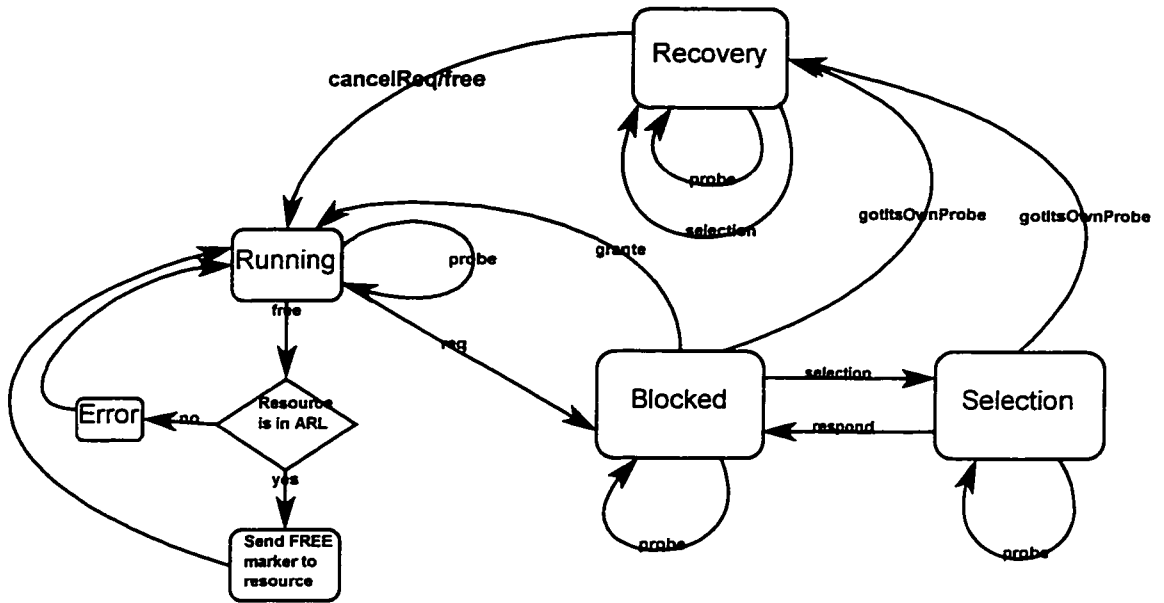 Recovery
cancelReq/free
probe
selection
gotItsOwnProbe
gotItsOwnProbe
grante
Running
probe
free
req
Blocked
selection
Selection
respond
Error
no
Resource
is in ARL
yes
probe
probe
Send FREE
marker to
resource